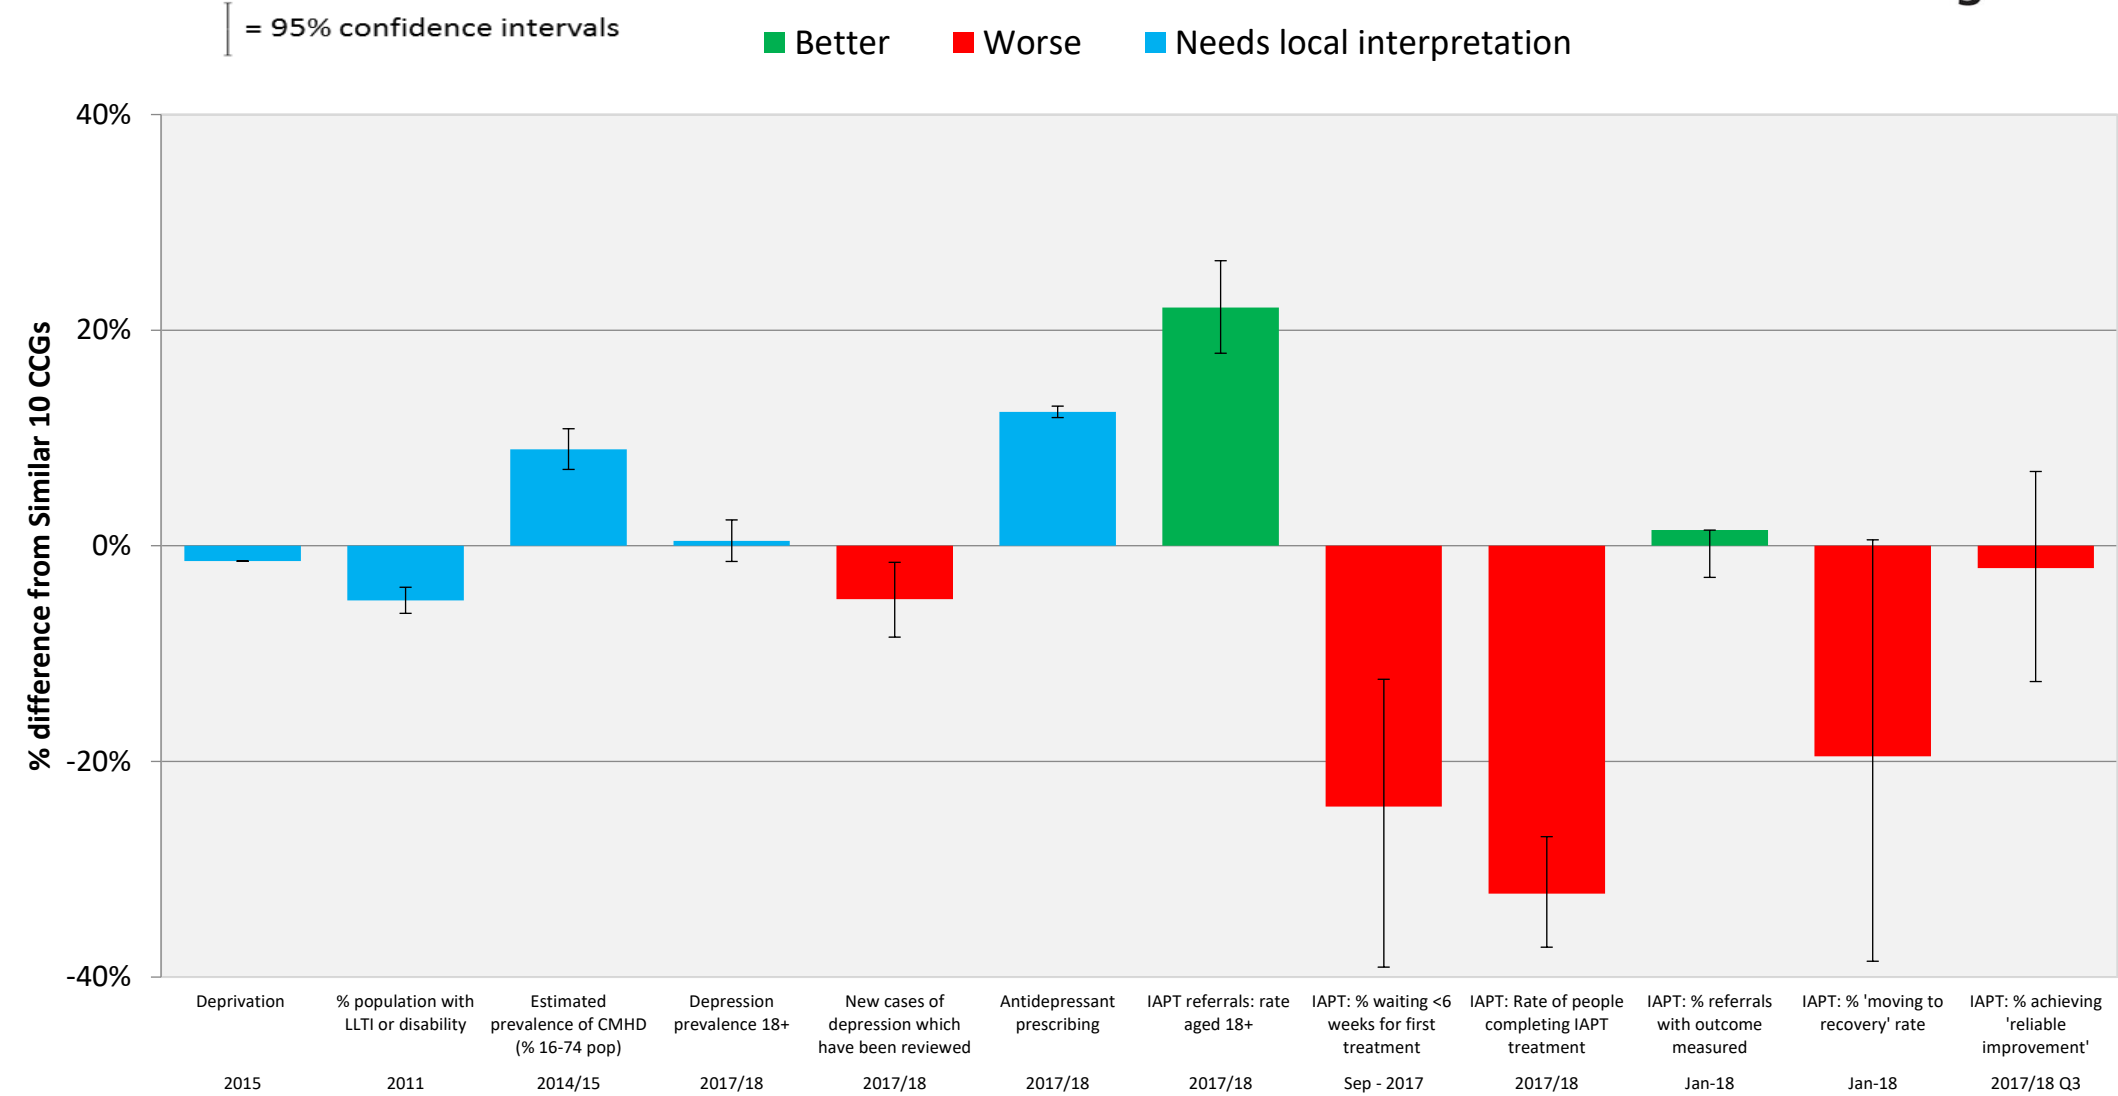 = 95% confidence intervals
Better
Worse
Needs local interpretation
40%
20%
0%
-20%
-40%
% difference from Similar 10 CCGs
Deprivation
2015
% population with
LLTI or disability
2011
Estimated
prevalence of CMHD
(% 16-74 pop)
2014/15
Depression
prevalence 18+
2017/18
New cases of
depression which
have been reviewed
2017/18
Antidepressant
prescribing
2017/18
IAPT referrals: rate
aged 18+
2017/18
IAPT: % waiting <6
weeks for first
treatment
Sep - 2017
IAPT: Rate of people
completing IAPT
treatment
2017/18
IAPT: % referrals
with outcome
measured
Jan-18
IAPT: % 'moving to
recovery' rate
Jan-18
IAPT: % achieving
'reliable
improvement'
2017/18 Q3